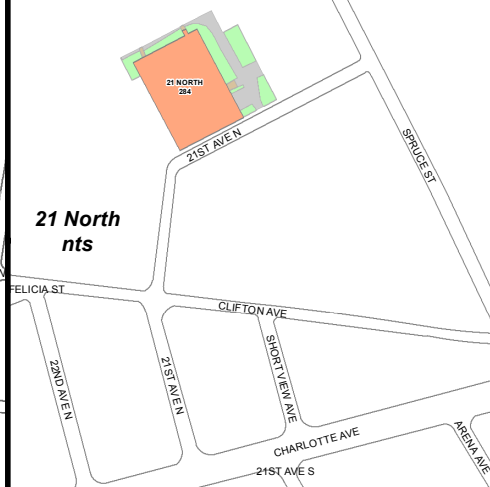 21 NORTH
284
21ST AVE N
SPRUCE ST
21 North
nts
FELICIA ST
CLIFTON AVE
22ND AVE N
21ST AVE N
SHORT VIEW AVE
CHARLOTTE AVE
ARENA AVE
21ST AVE S